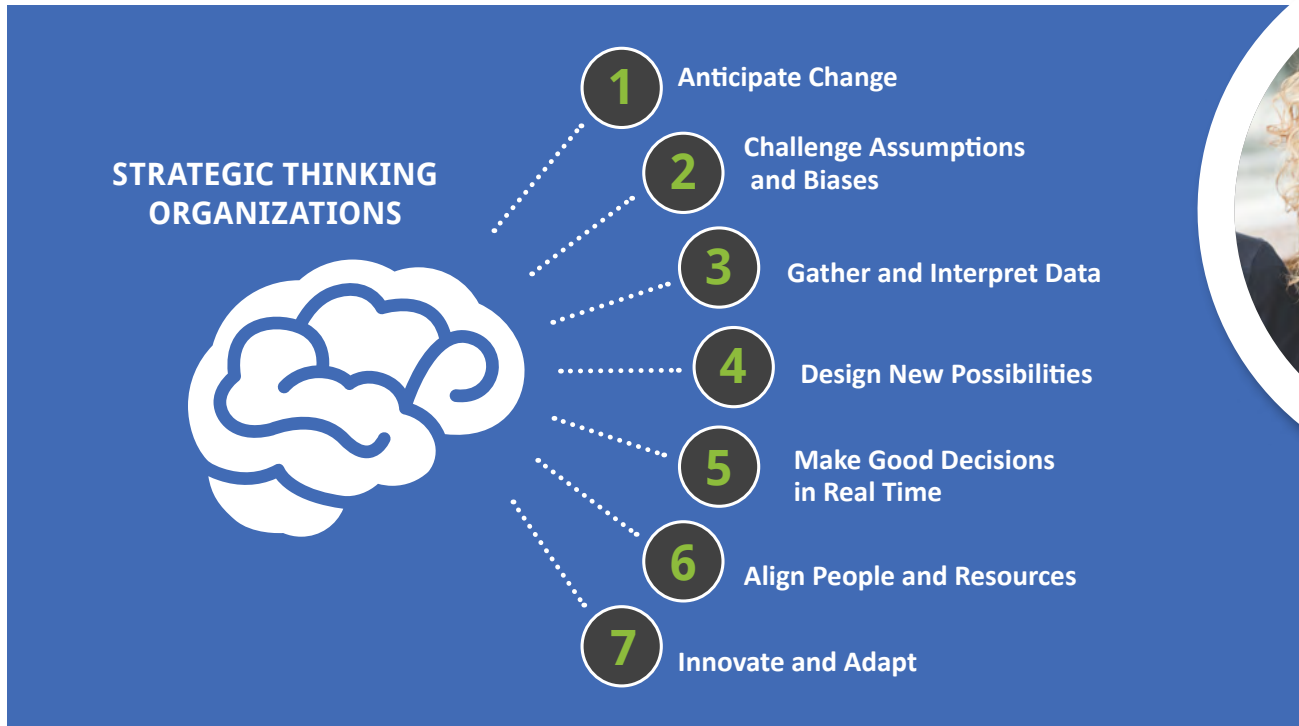 STRATEGIC THINKING
ORGANIZATIONS
1
Anticipate Change
2
Challenge Assumptions
and Biases
3
Gather and Interpret Data
4
Design New Possibilities
5
Make Good Decisions
in Real Time
6
Align People and Resources
7
Innovate and Adapt